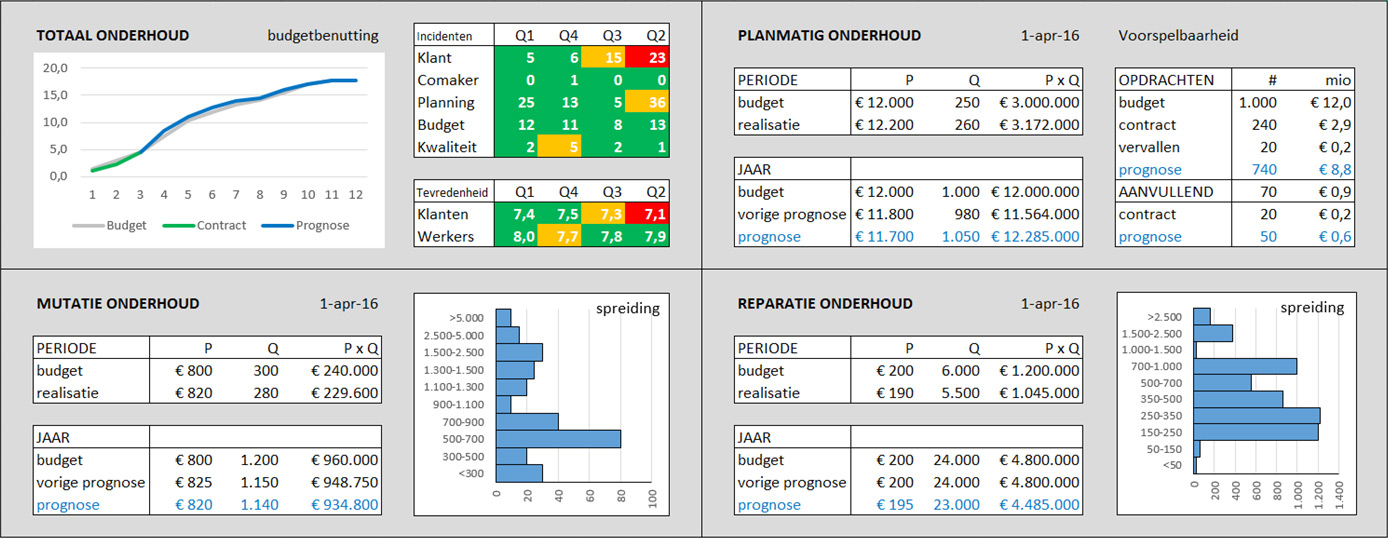 TOTAAL ONDERHOUD budgetbenutting
20,0
15,0
10,0
5,0
0,0
1 2 3 4 5 6 7 8 9 10 11 12
Budget Contract Prognose
Incidenten Q1 Q4 Q3 Q2
Klant 5 6 15 23
Comaker 0 1 0 0
Planning 25 13 5 36
Budget 12 11 8 13
Kwaliteit 2 5 2 1
Tevredenheid Q1 Q4 Q3 Q2
Klanten 7,4 7,5 7,3 7,1
Werkers 8,0 7,7 7,8 7,9
PLANMATIG ONDERHOUD 1-apr-16 Voorspelbaarheid
PERIODE P Q P x Q
budget € 12.000 250 € 3.000.000
realisatie € 12.200 260 € 3.172.000
JAAR
budget € 12.000 1.000 € 12.000.000
vorige prognose € 11.800 980 € 11.564.000
prognose € 11.700 1.050 € 12.285.000
OPDRACHTEN # mio
budget 1.000 € 12,0
contract 240 € 2,9
vervallen 20 € 0,2
prognose 740 € 8,8
AANVULLEND 70 € 0,9
contract 20 € 0,2
prognose 50 € 0,6
MUTATIE ONDERHOUD 1-apr-16
PERIODE P Q P x Q
budget € 800 300 € 240.000
realisatie € 820 280 € 229.600
JAAR
budget € 800 1.200 € 960.000
vorige prognose € 825 1.150 € 948.750
prognose € 820 1.140 € 934.800
spreiding
>5.000
2.500-5.000
1.500-2.500
1.300-1.500
1.100-1.300
900-1.100
700-900
500-700
300-500
<300
0 20 40 60 80 100
REPARATIE ONDERHOUD 1-apr-16
PERIODE P Q P x Q
budget € 200 6.000 € 1.200.000
realisatie € 190 5.500 € 1.045.000
JAAR
budget € 200 24.000 € 4.800.000
vorige prognose € 200 24.000 € 4.800.000
prognose € 195 23.000 € 4.485.000
spreiding
>2.500
1.500-2.500
1.000-1.500
700-1.000
500-700
350-500
250-350
150-250
50-150
<50
0 200 400 600 800 1.000 1.200 1.400